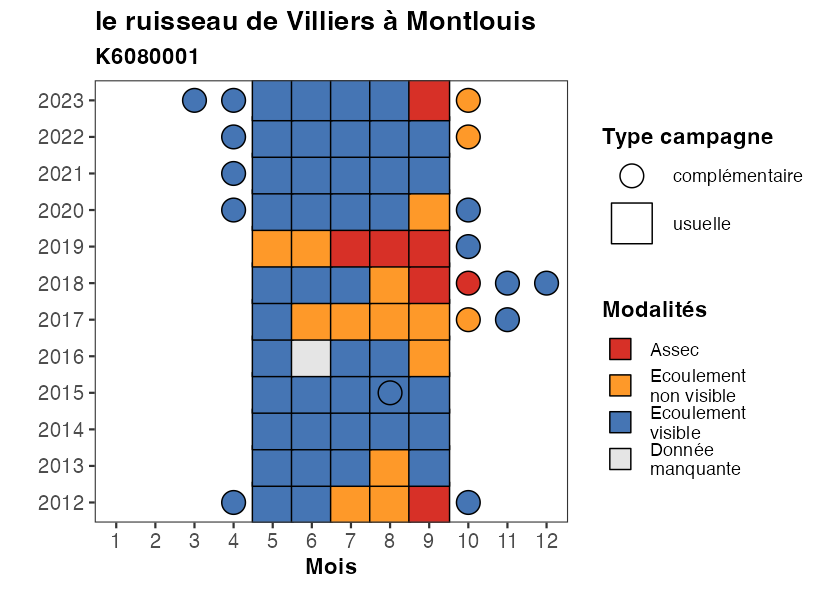 le ruisseau de Villiers à Montlouis
K6080001
2023
2022
2021
2020
2019
2018
2017
2016
2015
2014
2013
2012
1 2 3 4 5 6 7 8 9 10 11 12
Mois
Type campagne
complémentaire
usuelle
Modalités
Assec
Ecoulement
non visible
Ecoulement
visible
Donnée
manquante